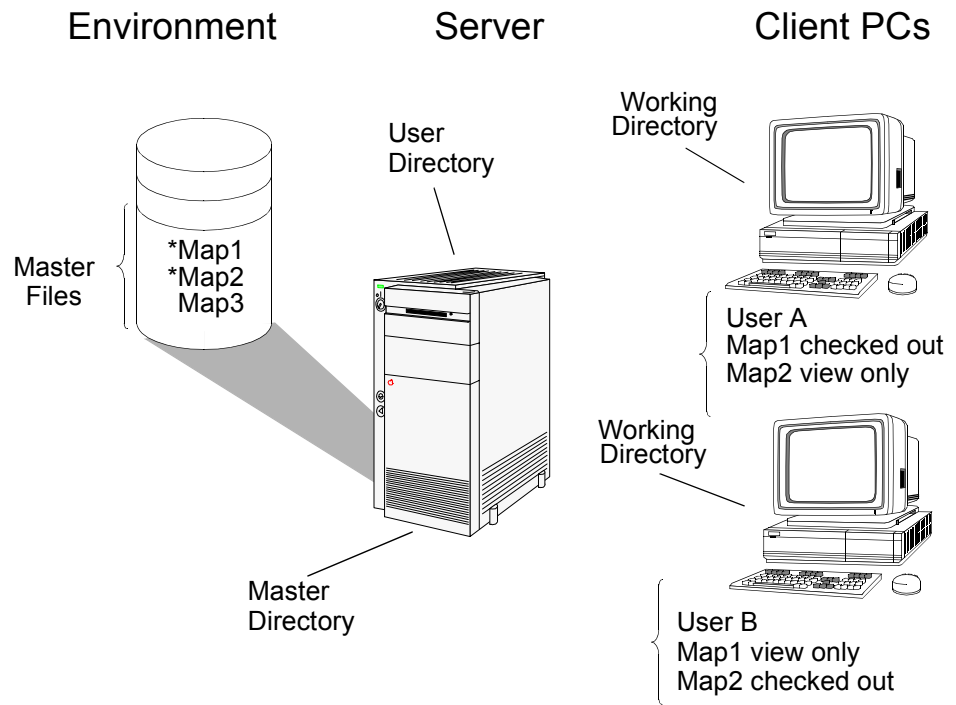 Environment
Server
Client PCs
Master
Files
*Map1
*Map2
Map3
User
Directory
Master
Directory
Working
Directory
User A
Map1 checked out
Map2 view only
Working
Directory
User B
Map1 view only
Map2 checked out